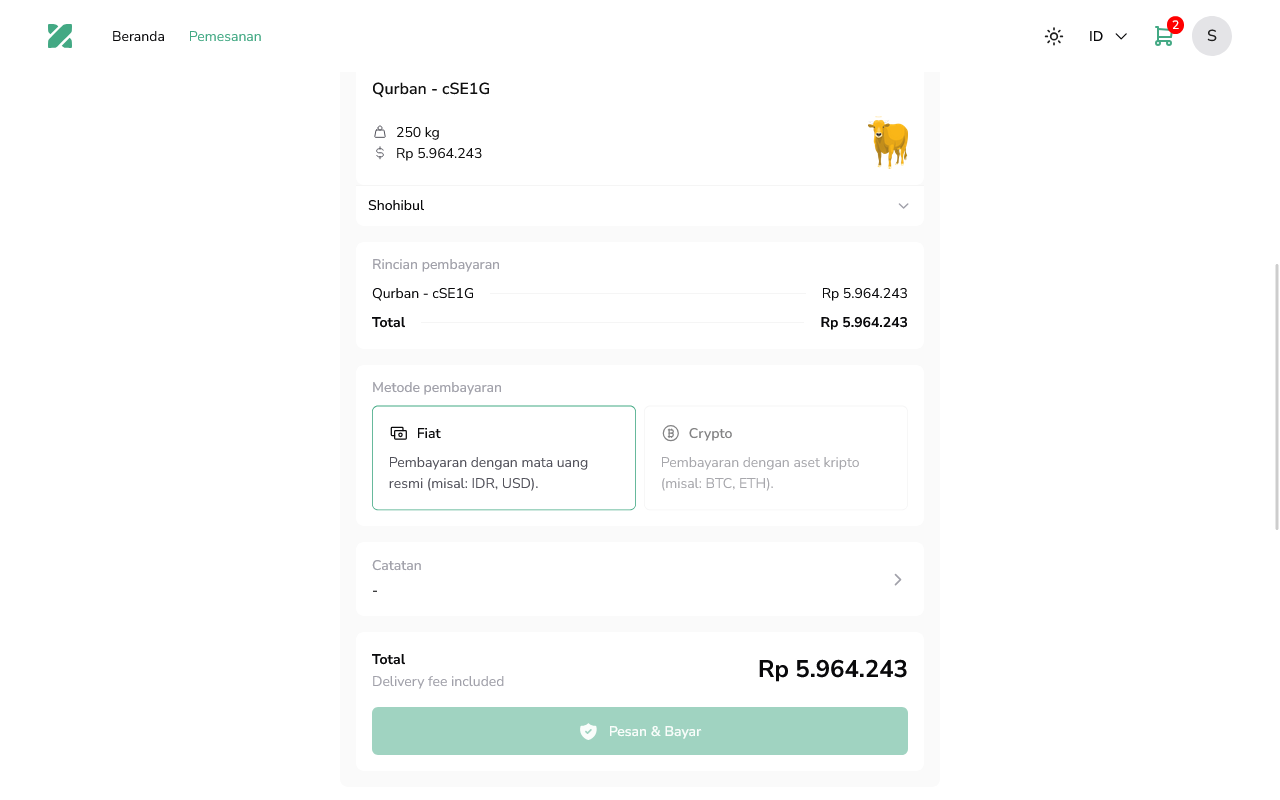 Beranda
Pemesanan
ID
2
S
Qurban - cSE1G
250 kg
Rp 5.964.243
Shohibul
Rincian pembayaran
Qurban - cSE1G Rp 5.964.243
Total Rp 5.964.243
Metode pembayaran
Fiat
Pembayaran dengan mata uang
resmi (misal: IDR, USD).
Crypto
Pembayaran dengan aset kripto
(misal: BTC, ETH).
Catatan
-
Total
Delivery fee included
Rp 5.964.243
Pesan & Bayar